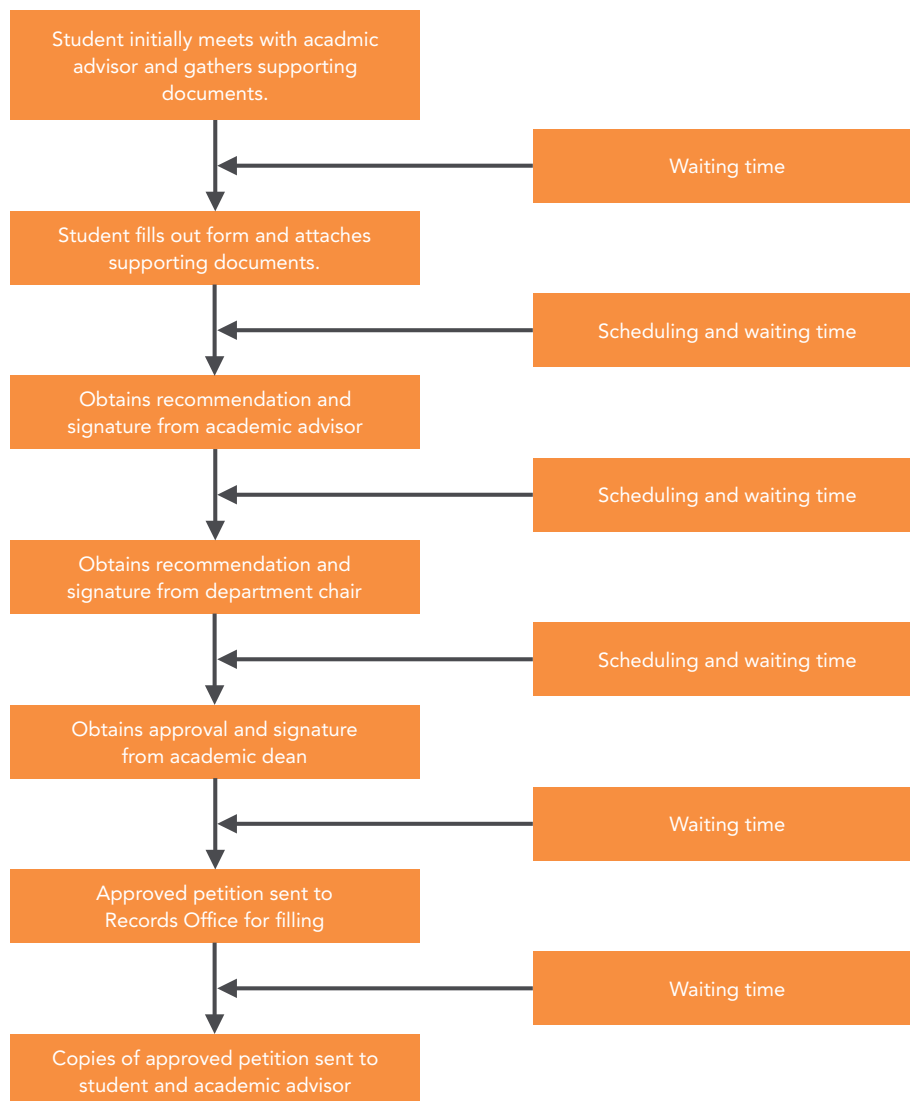 Student initially meets with acadmic
advisor and gathers supporting
documents.
Waiting time
Student fills out form and attaches
supporting documents.
Scheduling and waiting time
Obtains recommendation and
signature from academic advisor
Scheduling and waiting time
Obtains recommendation and
signature from department chair
Scheduling and waiting time
Obtains approval and signature
from academic dean
Waiting time
Approved petition sent to
Records Office for filling
Waiting time
Copies of approved petition sent to
student and academic advisor